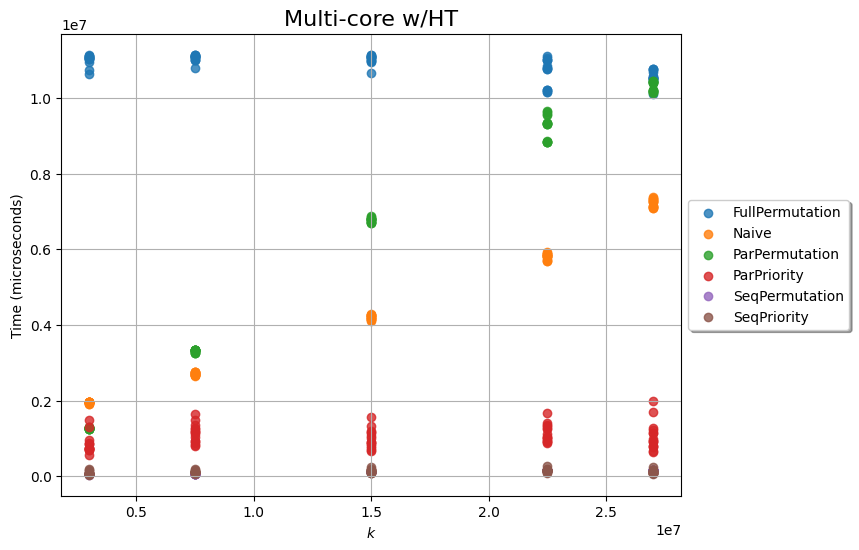 Multi-core w/HT
1e7
1.0
0.8
0.6
0.4
0.2
0.0
Time (microseconds)
0.5
1.0
1.5
2.0
2.5
1e7
k
FullPermutation
Naive
ParPermutation
ParPriority
SeqPermutation
SeqPriority